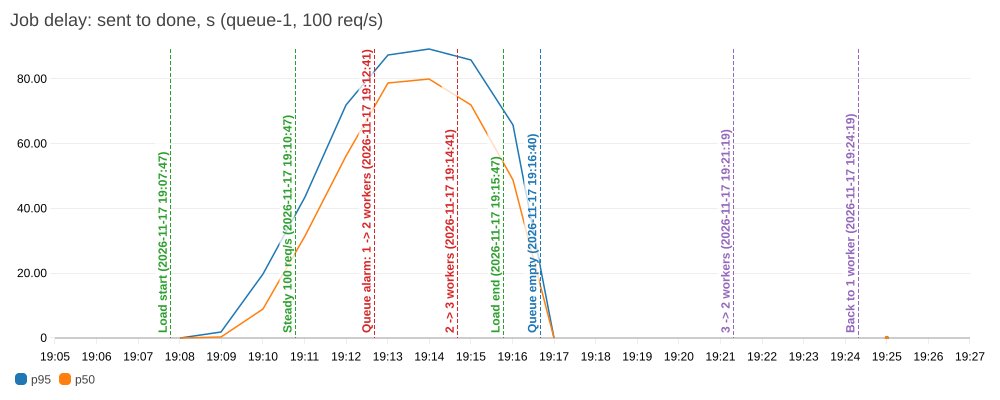 Job delay: sent to done, s (queue-1, 100 req/s)
80.00
60.00
40.00
20.00
0
Load start (2026-11-17 19:07:47)
Steady 100 req/s (2026-11-17 19:10:47)
Queue alarm: 1 -> 2 workers (2026-11-17 19:12:41)
2 -> 3 workers (2026-11-17 19:14:41)
Load end (2026-11-17 19:15:47)
Queue empty (2026-11-17 19:16:40)
3 -> 2 workers (2026-11-17 19:21:19)
Back to 1 worker (2026-11-17 19:24:19)
19:05 19:06 19:07 19:08 19:09 19:10 19:11 19:12 19:13 19:14 19:15 19:16 19:17 19:18 19:19 19:20 19:21 19:22 19:23 19:24 19:25 19:26 19:27
p95 p50